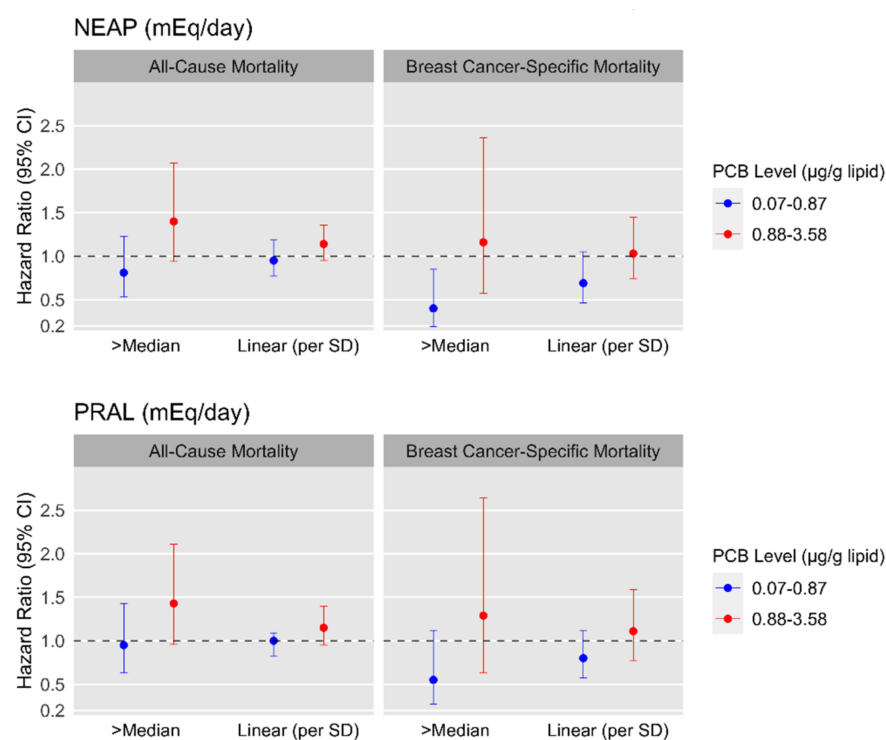 NEAP (mEq/day)
All-Cause Mortality
Breast Cancer-Specific Mortality
Hazard Ratio (95% CI)
2.5
2.0
1.5
1.0
0.5
0.2
>Median
Linear (per SD)
>Median
Linear (per SD)
PCB Level (µg/g lipid)
0.07-0.87
0.88-3.58
PRAL (mEq/day)
All-Cause Mortality
Breast Cancer-Specific Mortality
Hazard Ratio (95% CI)
2.5
2.0
1.5
1.0
0.5
0.2
>Median
Linear (per SD)
>Median
Linear (per SD)
PCB Level (µg/g lipid)
0.07-0.87
0.88-3.58